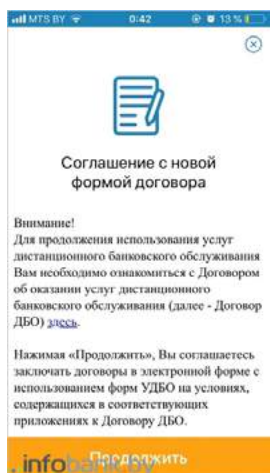 MTS BY
0:42
13 %
Соглашение с новой
формой договора
Внимание!
Для продолжения использования услуг
дистанционного банковского обслуживания
Вам необходимо ознакомиться с Договором
об оказании услуг дистанционного
банковского обслуживания (далее - Договор
ДБО) здесь.
Нажимая «Продолжить», Вы соглашаетесь
заключать договоры в электронной форме с
использованием форм УДБО на условиях,
содержащихся в соответствующих
приложениях к Договору ДБО.
Продолжить
infobank.by